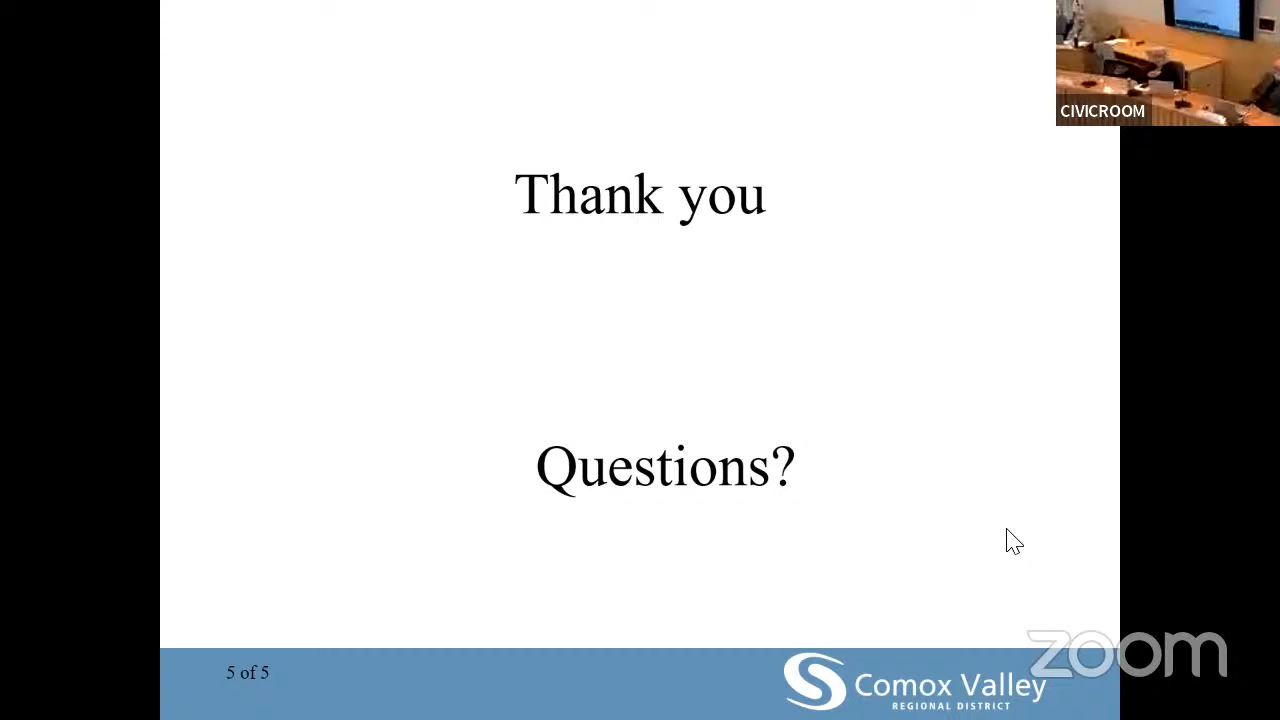 CIVICROOM
Thank you
Questions?
5 of 5
Comox Valley
REGIONAL DISTRICT
zoom